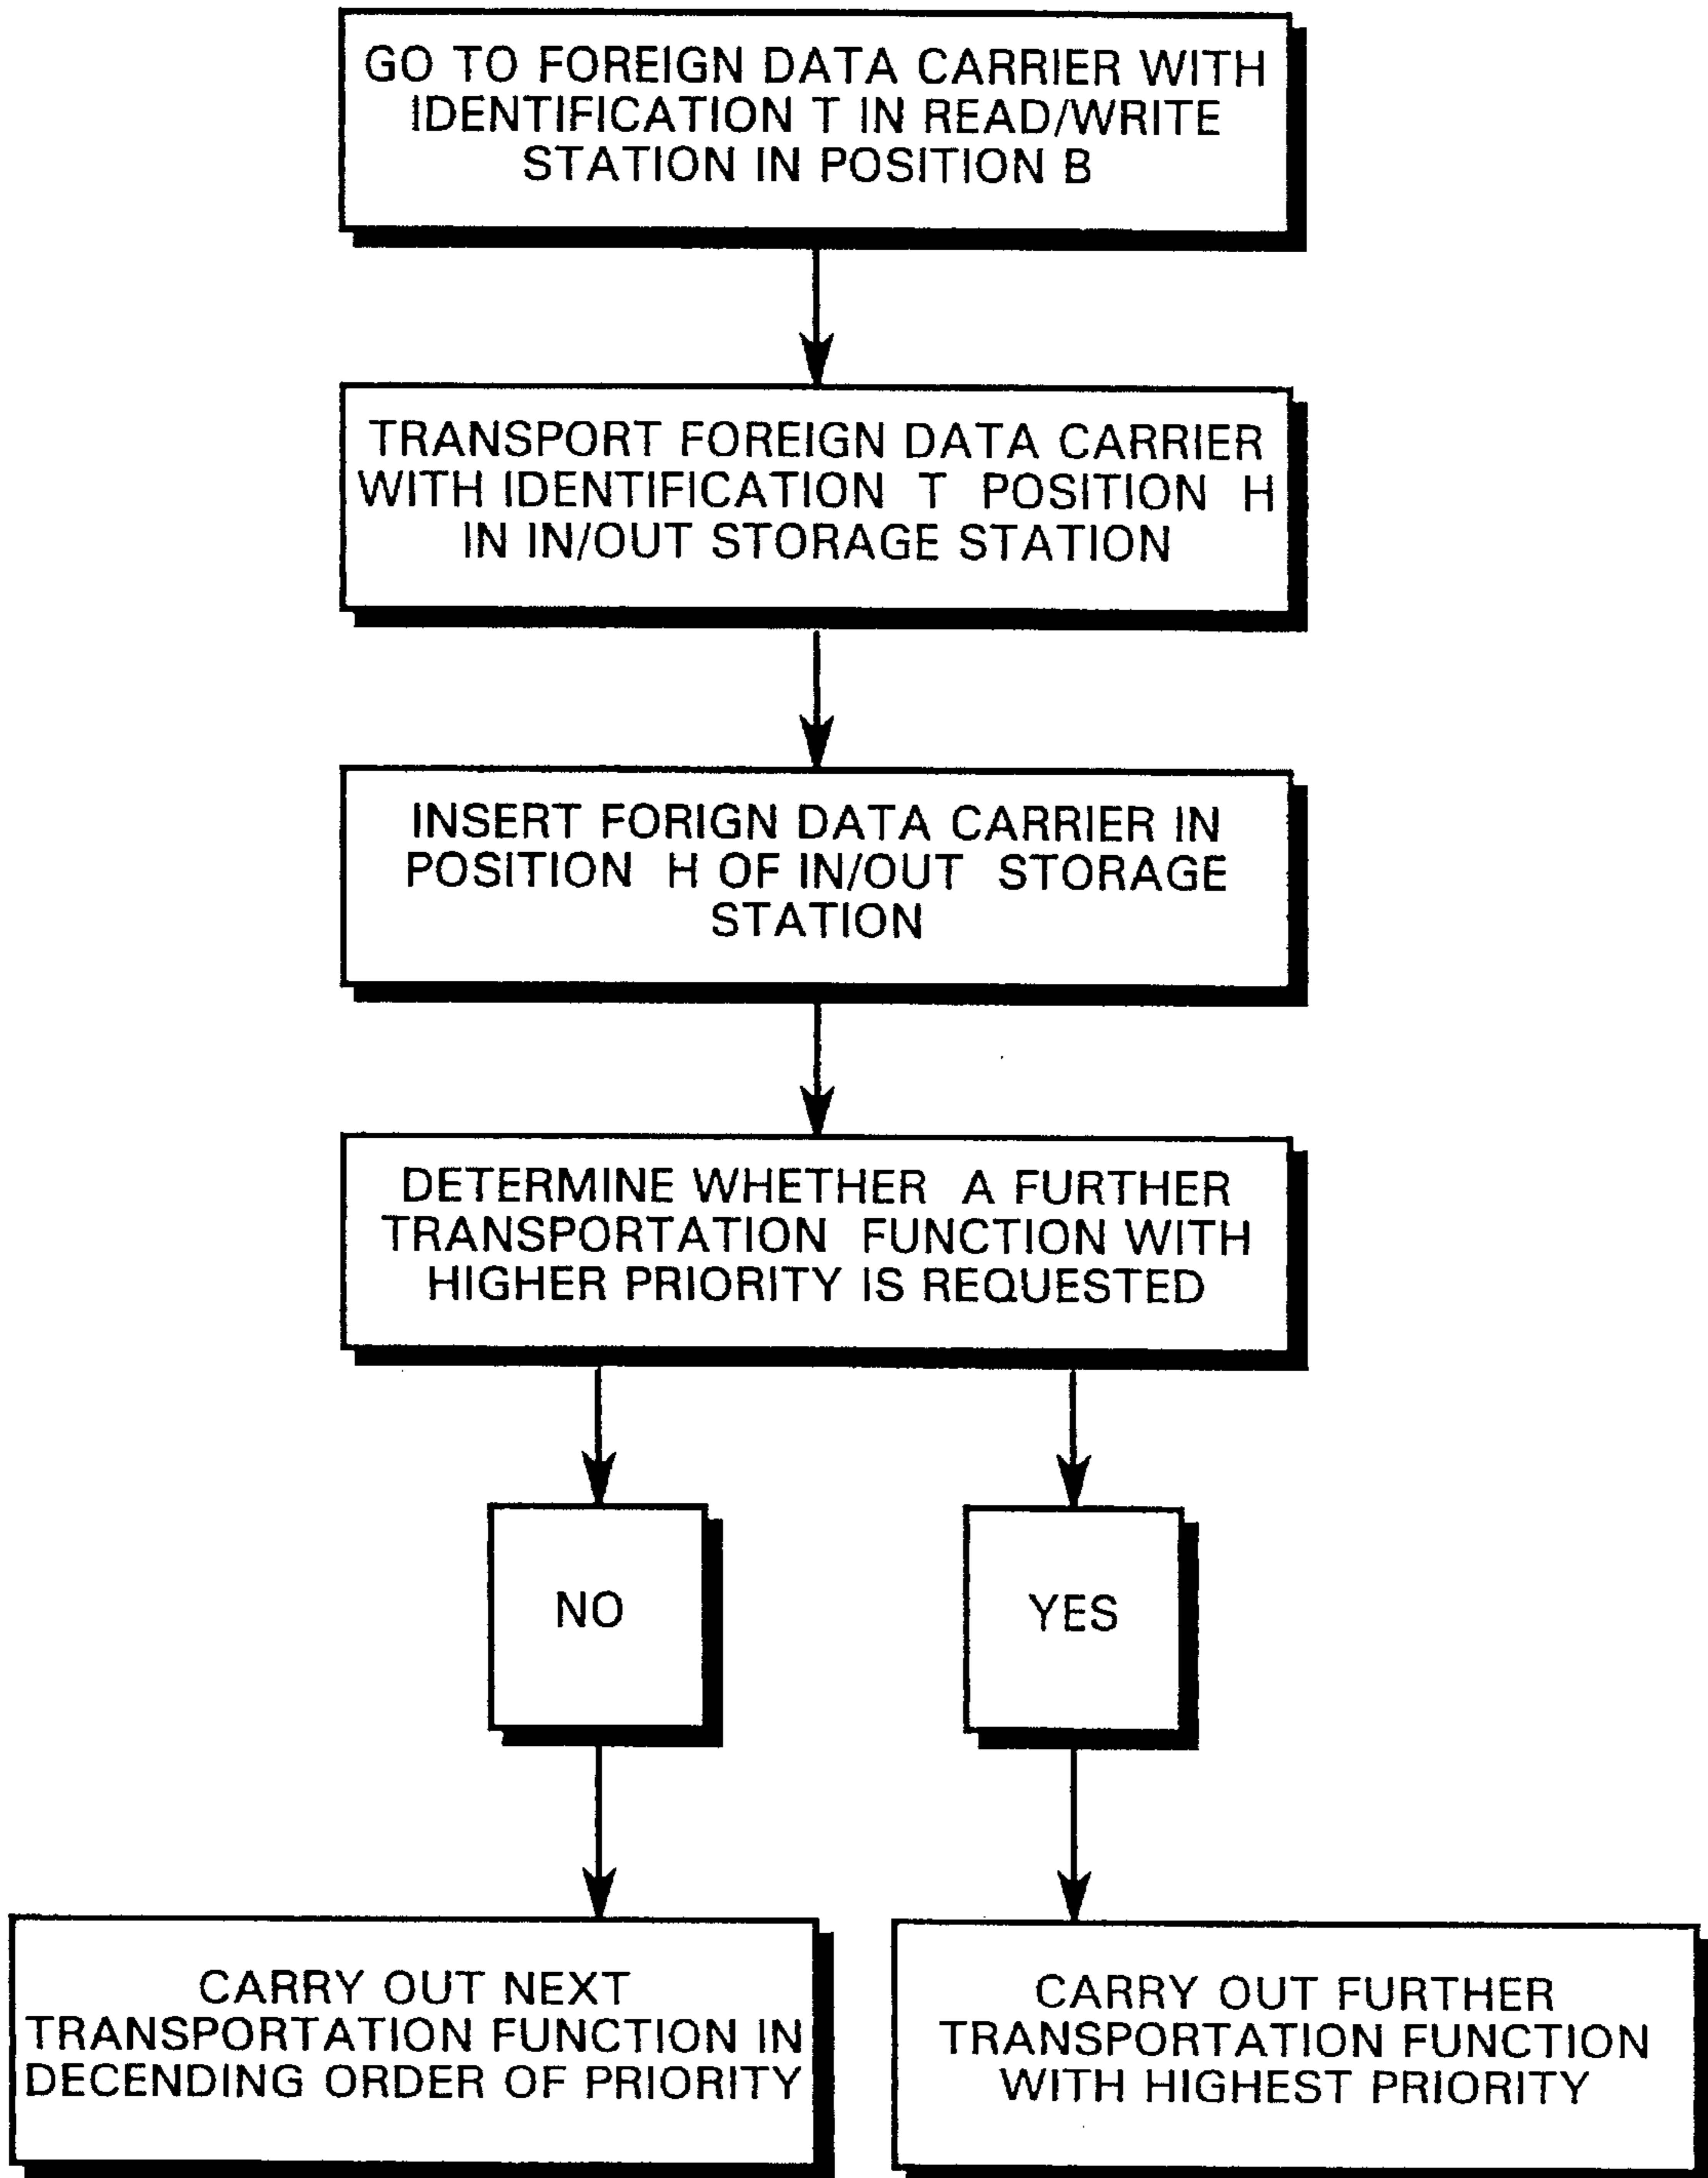 GO TO FOREIGN DATA CARRIER WITH
IDENTIFICATION T IN READ/WRITE
STATION IN POSITION B
TRANSPORT FOREIGN DATA CARRIER
WITH IDENTIFICATION T POSITION H
IN IN/OUT STORAGE STATION
INSERT FORIGN DATA CARRIER IN
POSITION H OF IN/OUT STORAGE
STATION
DETERMINE WHETHER A FURTHER
TRANSPORTATION FUNCTION WITH
HIGHER PRIORITY IS REQUESTED
NO
YES
CARRY OUT NEXT
TRANSPORTATION FUNCTION IN
DECENDING ORDER OF PRIORITY
CARRY OUT FURTHER
TRANSPORTATION FUNCTION
WITH HIGHEST PRIORITY